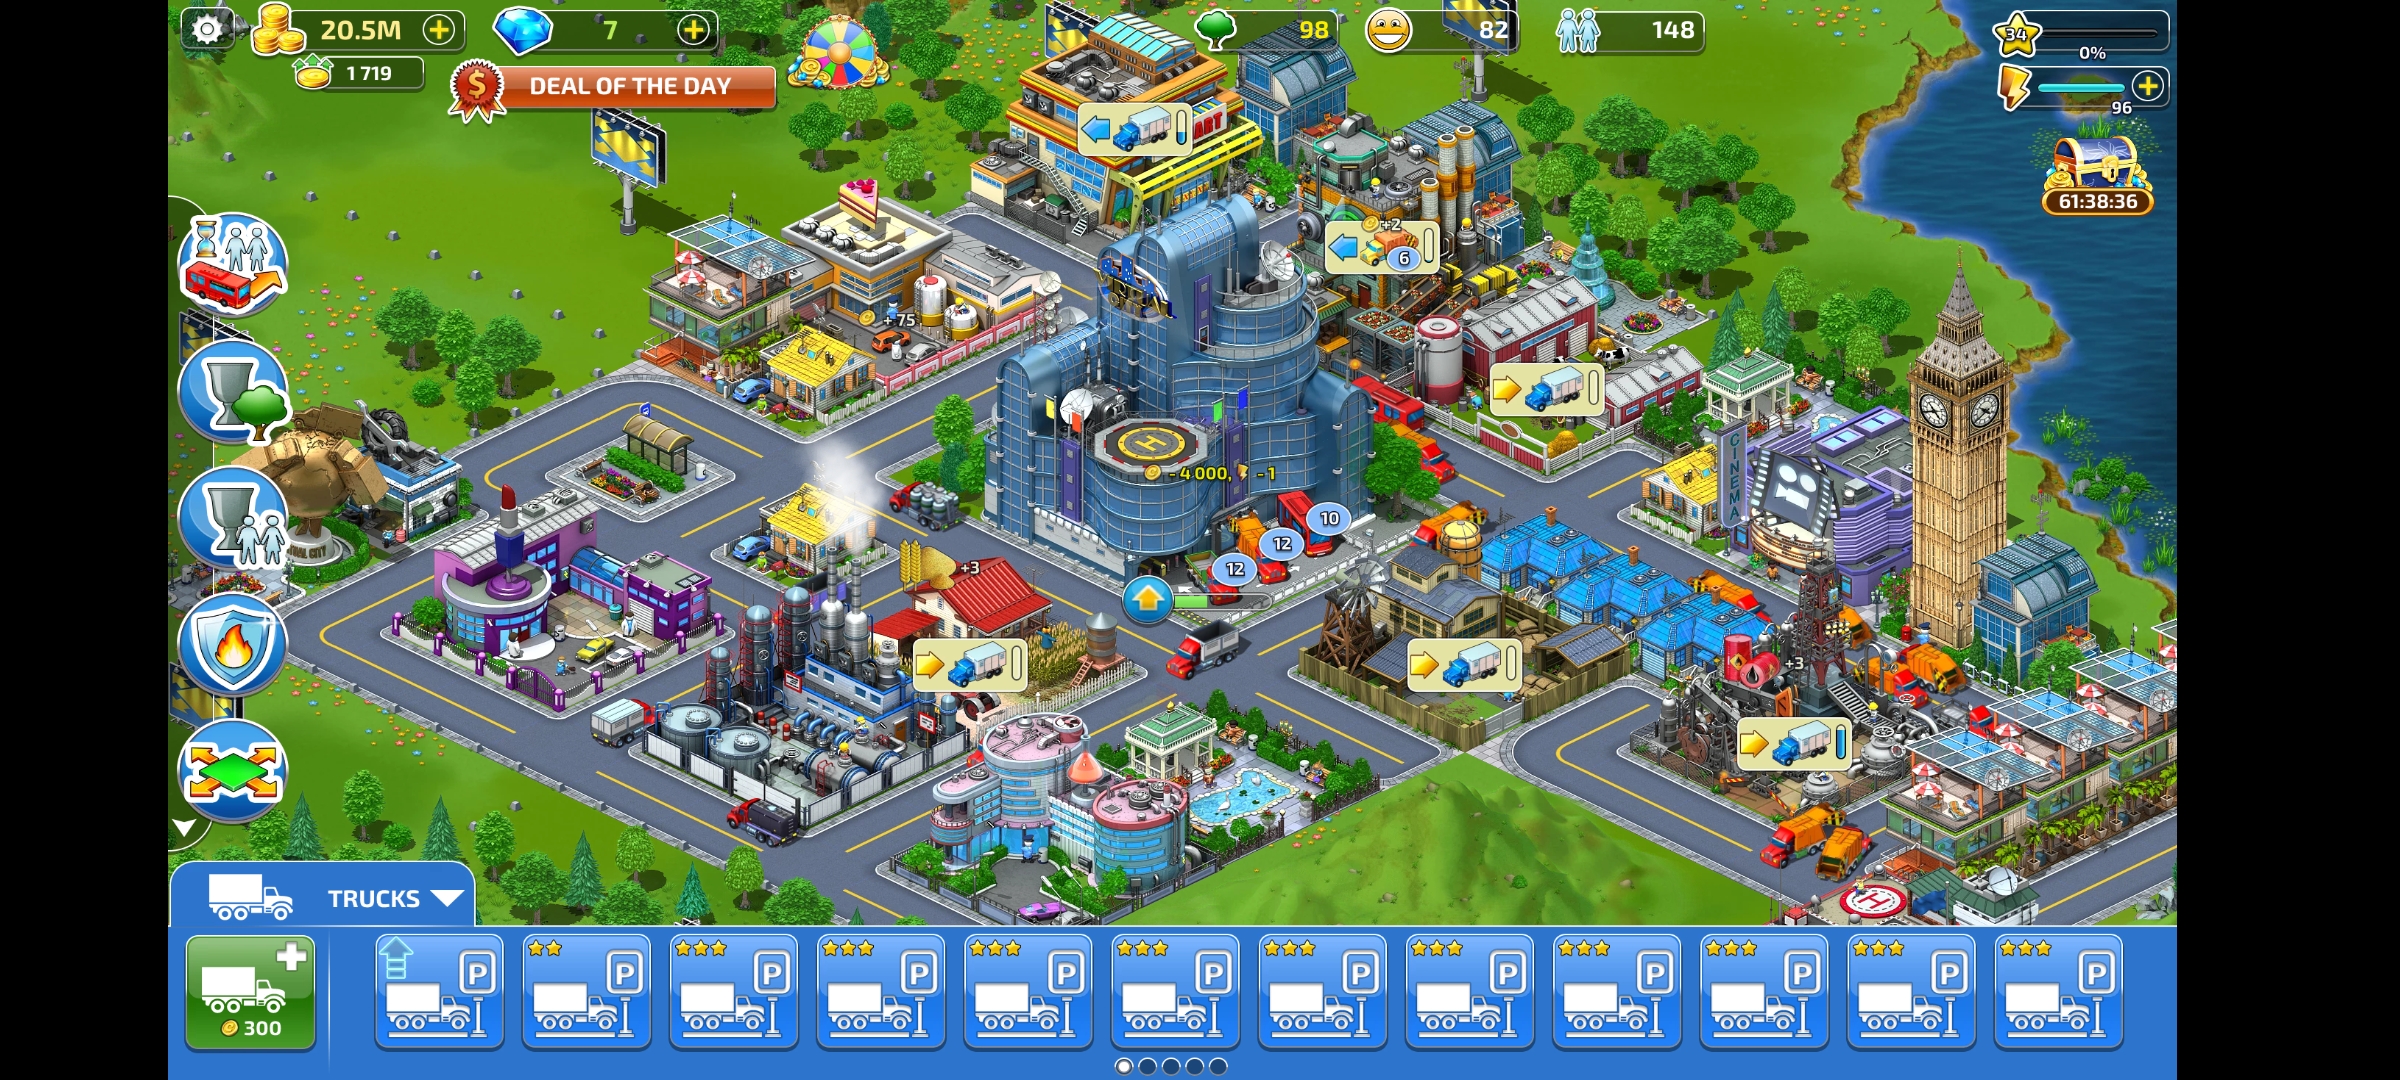 20.5M
7
98
82
148
34
0%
1 719
DEAL OF THE DAY
96
61:38:36
+2
6
+75
CINEMA
- 4 000, - 1
10
12
12
+3
+3
TRUCKS
P
P
P
P
P
P
P
P
P
P
P
P
300